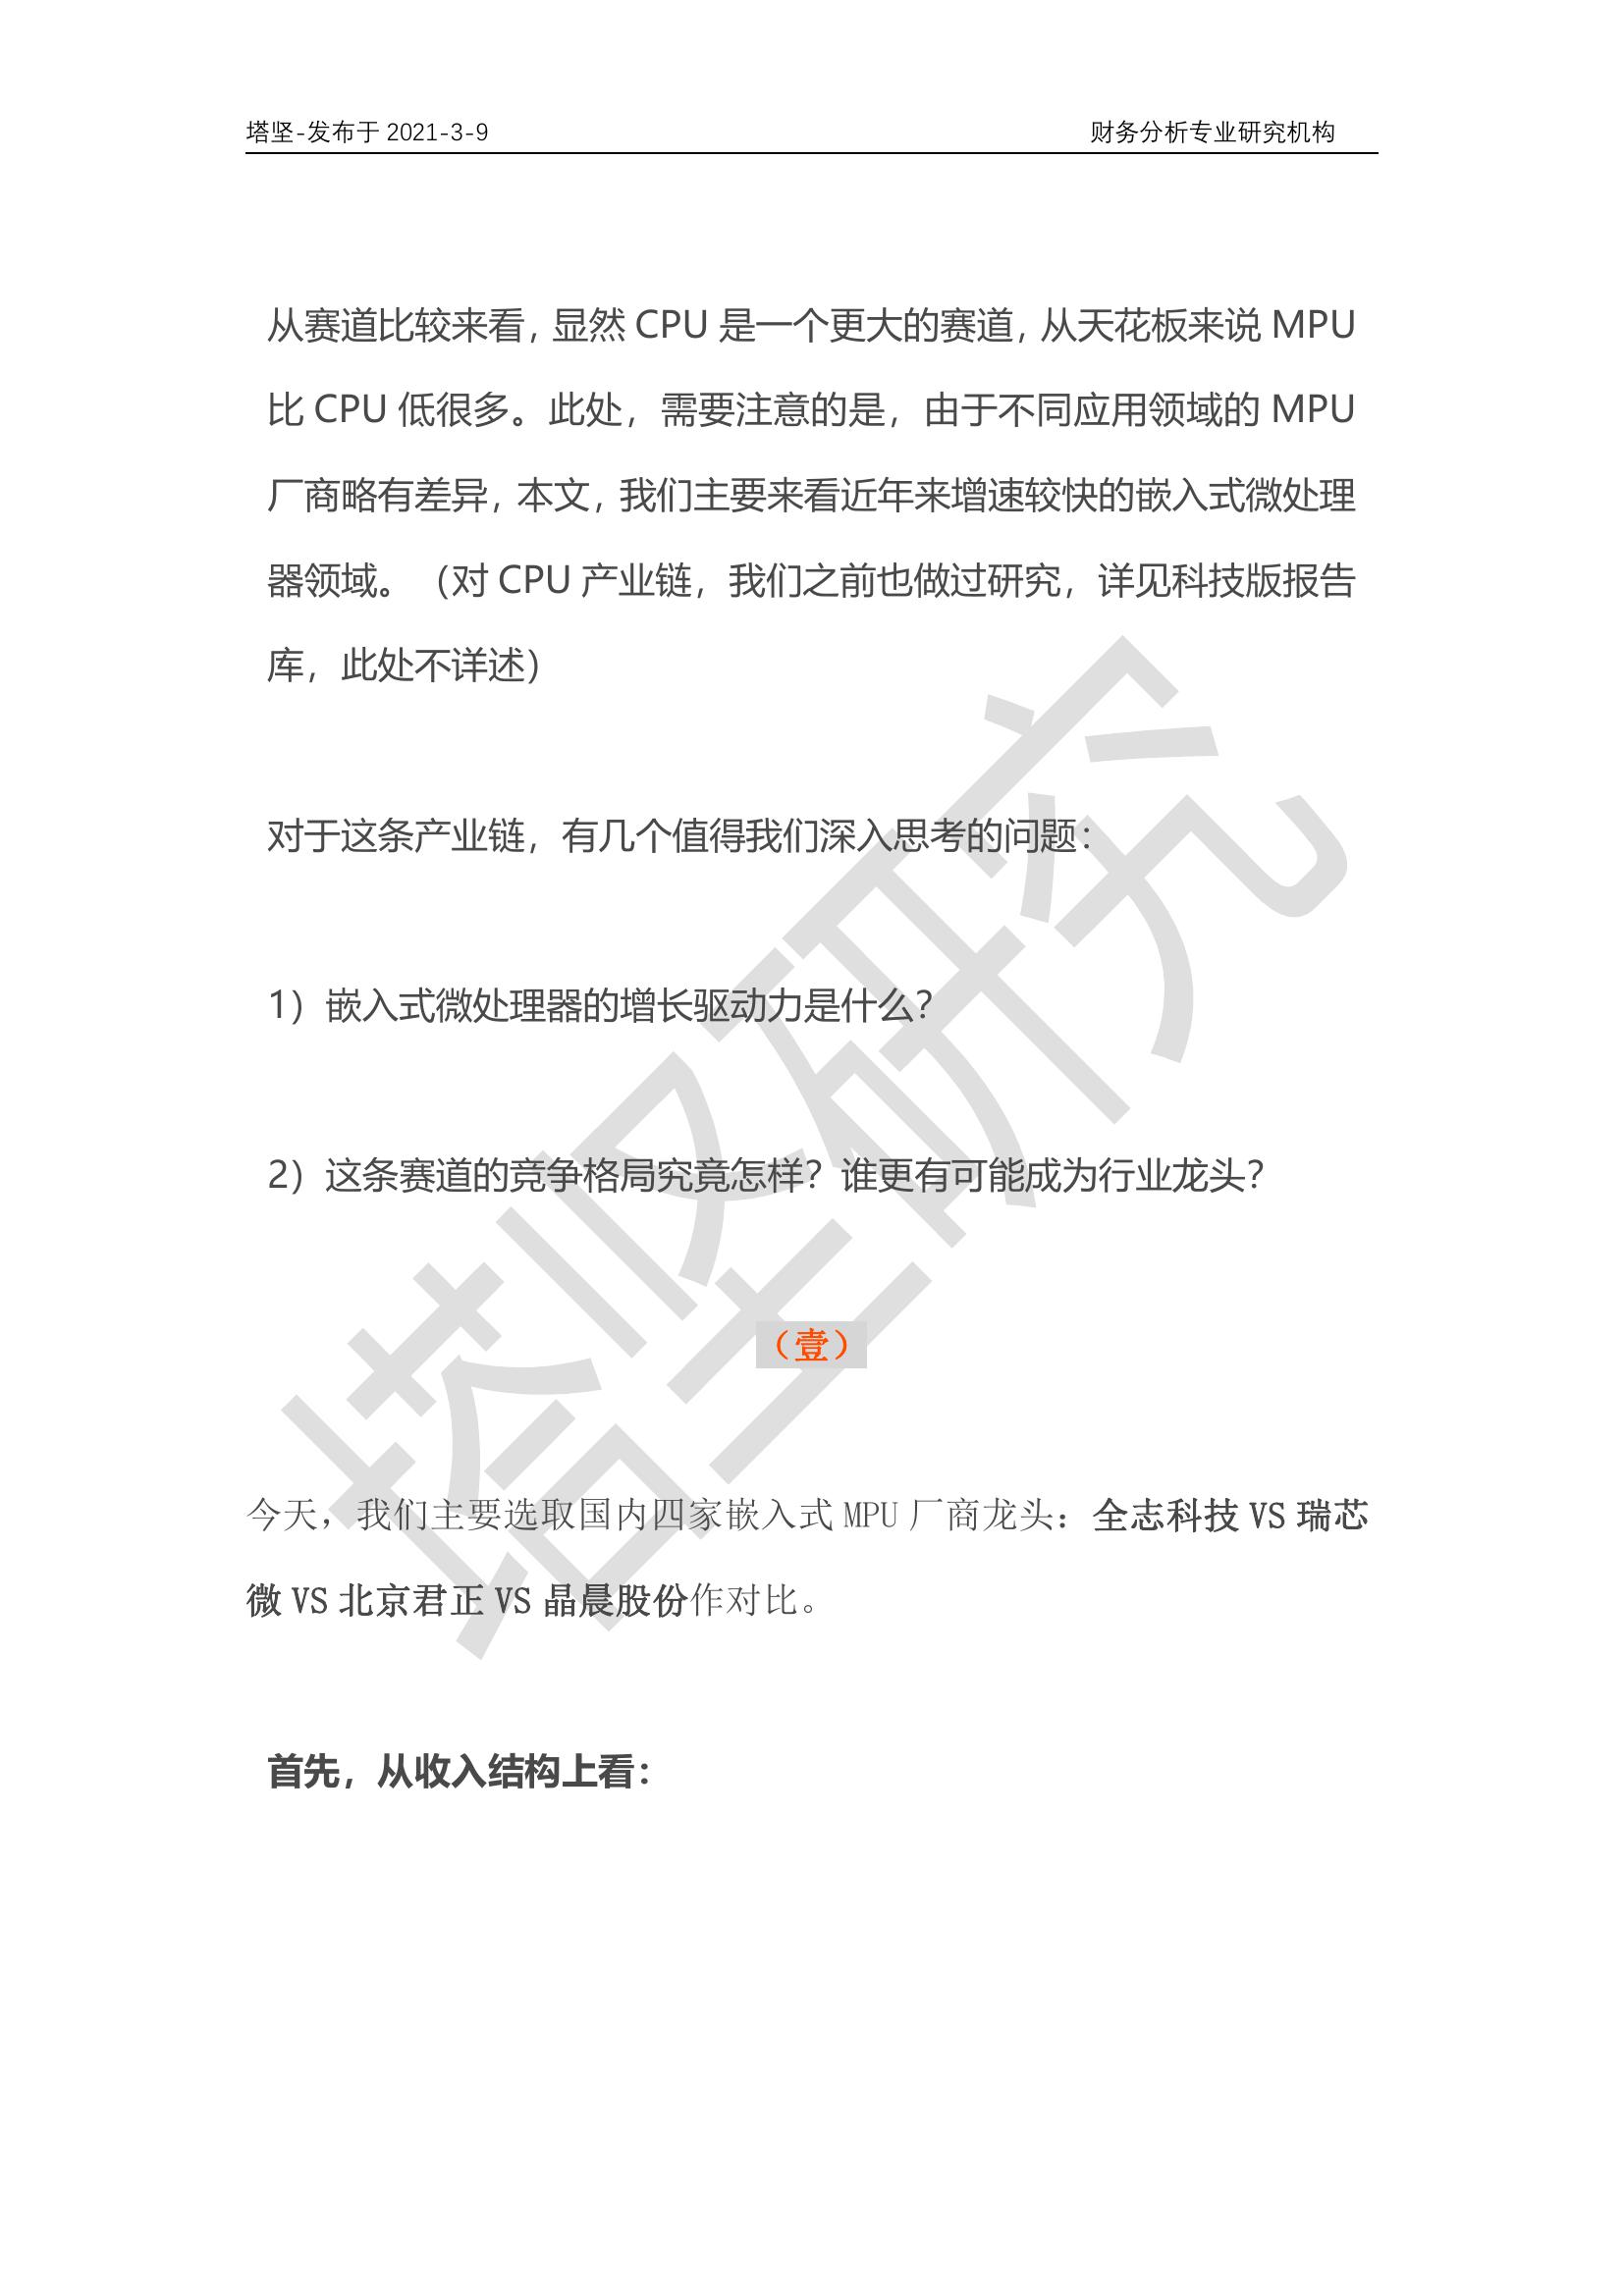 塔坚-发布于 2021-3-9 财务分析专业研究机构
从赛道比较来看，显然 CPU 是一个更大的赛道，从天花板来说 MPU
比 CPU 低很多。此处，需要注意的是，由于不同应用领域的 MPU
厂商略有差异，本文，我们主要来看近年来增速较快的嵌入式微处理
器领域。（对 CPU 产业链，我们之前也做过研究，详见科技版报告
库，此处不详述）
对于这条产业链，有几个值得我们深入思考的问题：
1）嵌入式微处理器的增长驱动力是什么？
2）这条赛道的竞争格局究竟怎样？谁更有可能成为行业龙头？
（壹）
今天，我们主要选取国内四家嵌入式 MPU 厂商龙头：全志科技 VS 瑞芯
微 VS 北京君正 VS 晶晨股份作对比。
首先，从收入结构上看：
塔坚研究